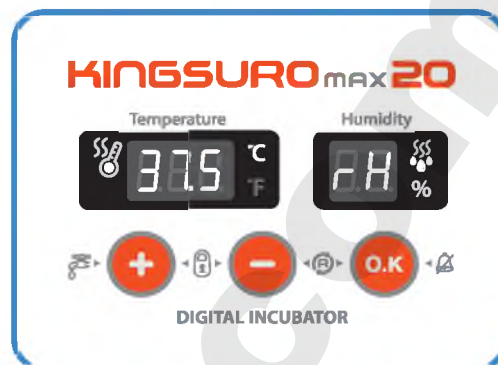 KINGSURO MAX 20
Temperature Humidity
37.5 °C °F rH %
+ - O.K
DIGITAL INCUBATOR